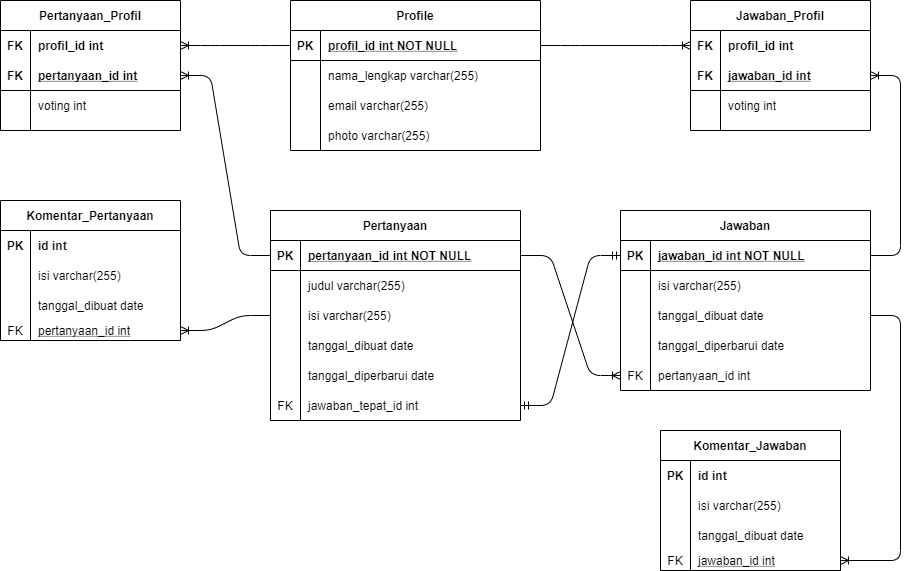 Pertanyaan_Profil
FK profil_id int
FK pertanyaan_id int
voting int
Profile
PK profil_id int NOT NULL
nama_lengkap varchar(255)
email varchar(255)
photo varchar(255)
Jawaban_Profil
FK profil_id int
FK jawaban_id int
voting int
Komentar_Pertanyaan
PK id int
isi varchar(255)
tanggal_dibuat date
FK pertanyaan_id int
Pertanyaan
PK pertanyaan_id int NOT NULL
judul varchar(255)
isi varchar(255)
tanggal_dibuat date
tanggal_diperbarui date
FK jawaban_tepat_id int
Jawaban
PK jawaban_id int NOT NULL
isi varchar(255)
tanggal_dibuat date
tanggal_diperbarui date
FK pertanyaan_id int
Komentar_Jawaban
PK id int
isi varchar(255)
tanggal_dibuat date
FK jawaban_id int